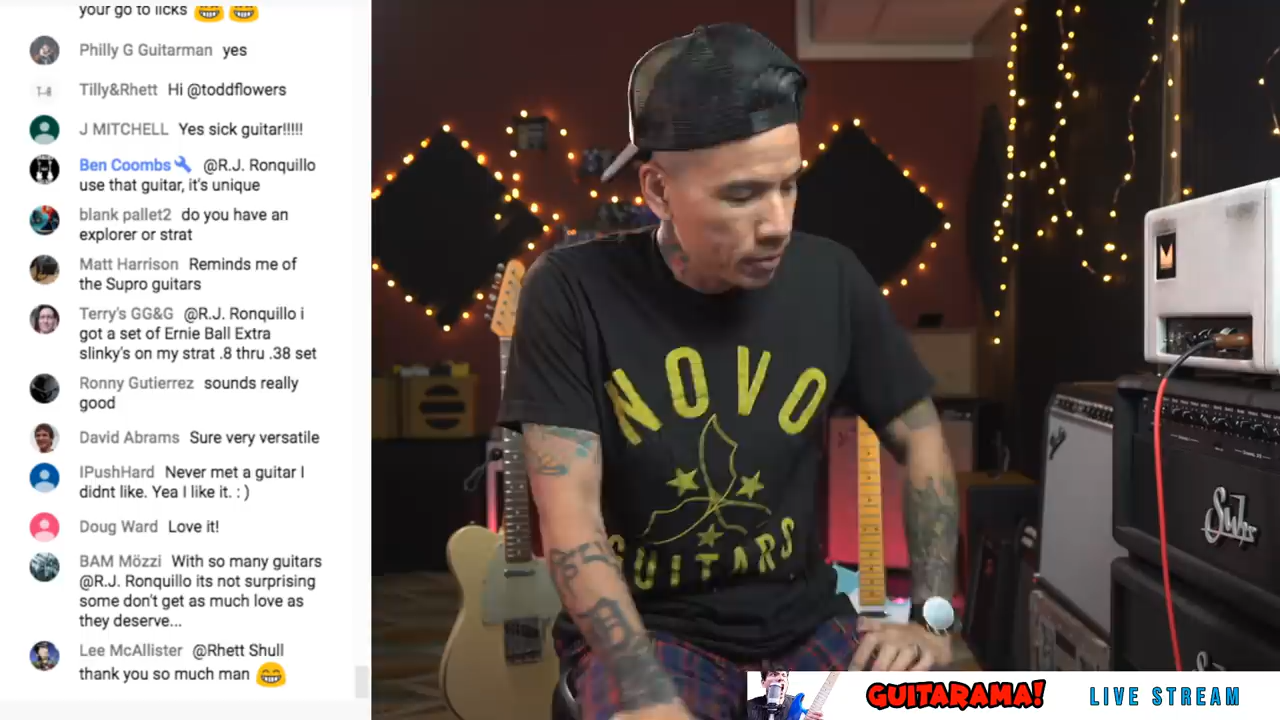 your go to licks 😁 😁
Philly G Guitarman yes
Tilly&Rhett Hi @toddflowers
J MITCHELL Yes sick guitar!!!!!
Ben Coombs @R.J. Ronquillo
use that guitar, it's unique
blank pallet2 do you have an
explorer or strat
Matt Harrison Reminds me of
the Supro guitars
Terry's GG&G @R.J. Ronquillo i
got a set of Ernie Ball Extra
slinky's on my strat .8 thru .38 set
Ronny Gutierrez sounds really
good
David Abrams Sure very versatile
IPushHard Never met a guitar I
didnt like. Yea I like it. : )
Doug Ward Love it!
BAM Mözzi With so many guitars
@R.J. Ronquillo its not surprising
some don't get as much love as
they deserve...
Lee McAllister @Rhett Shull
thank you so much man 😁
NOVO
GUITARS
Suhr
GUITARAMA!
LIVE STREAM